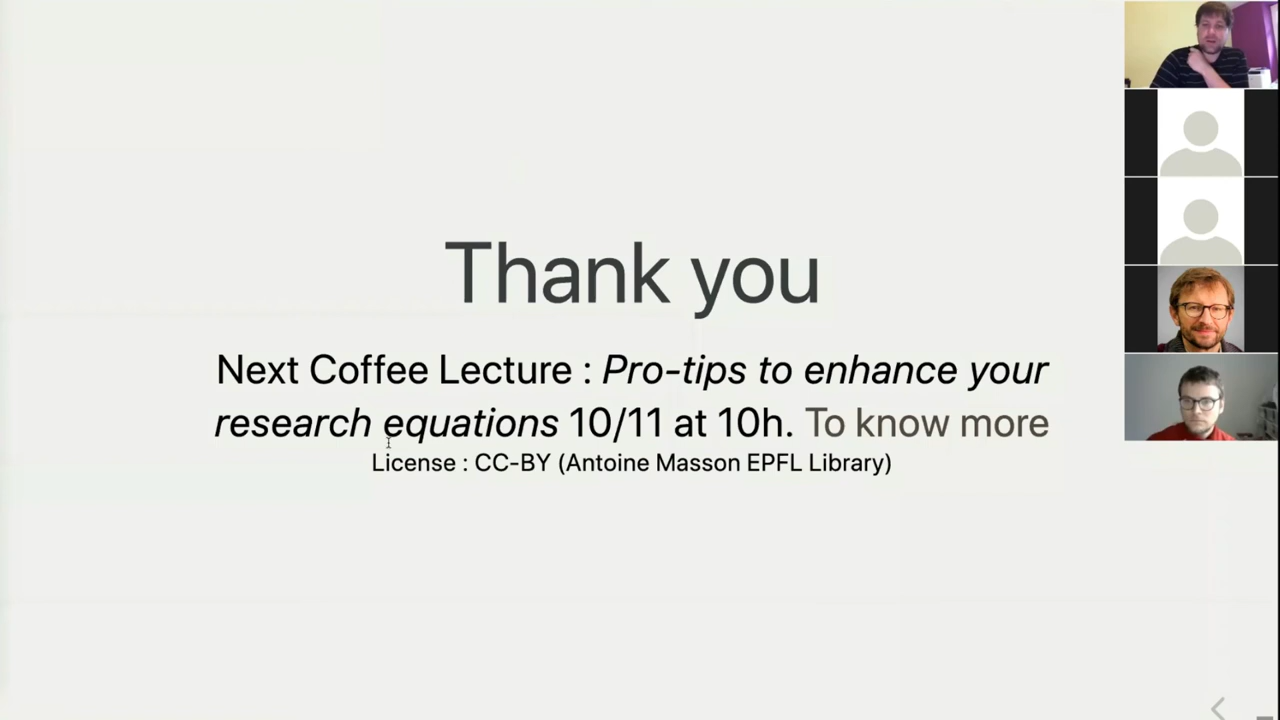 Thank you
Next Coffee Lecture : Pro-tips to enhance your
research equations 10/11 at 10h. To know more
License : CC-BY (Antoine Masson EPFL Library)